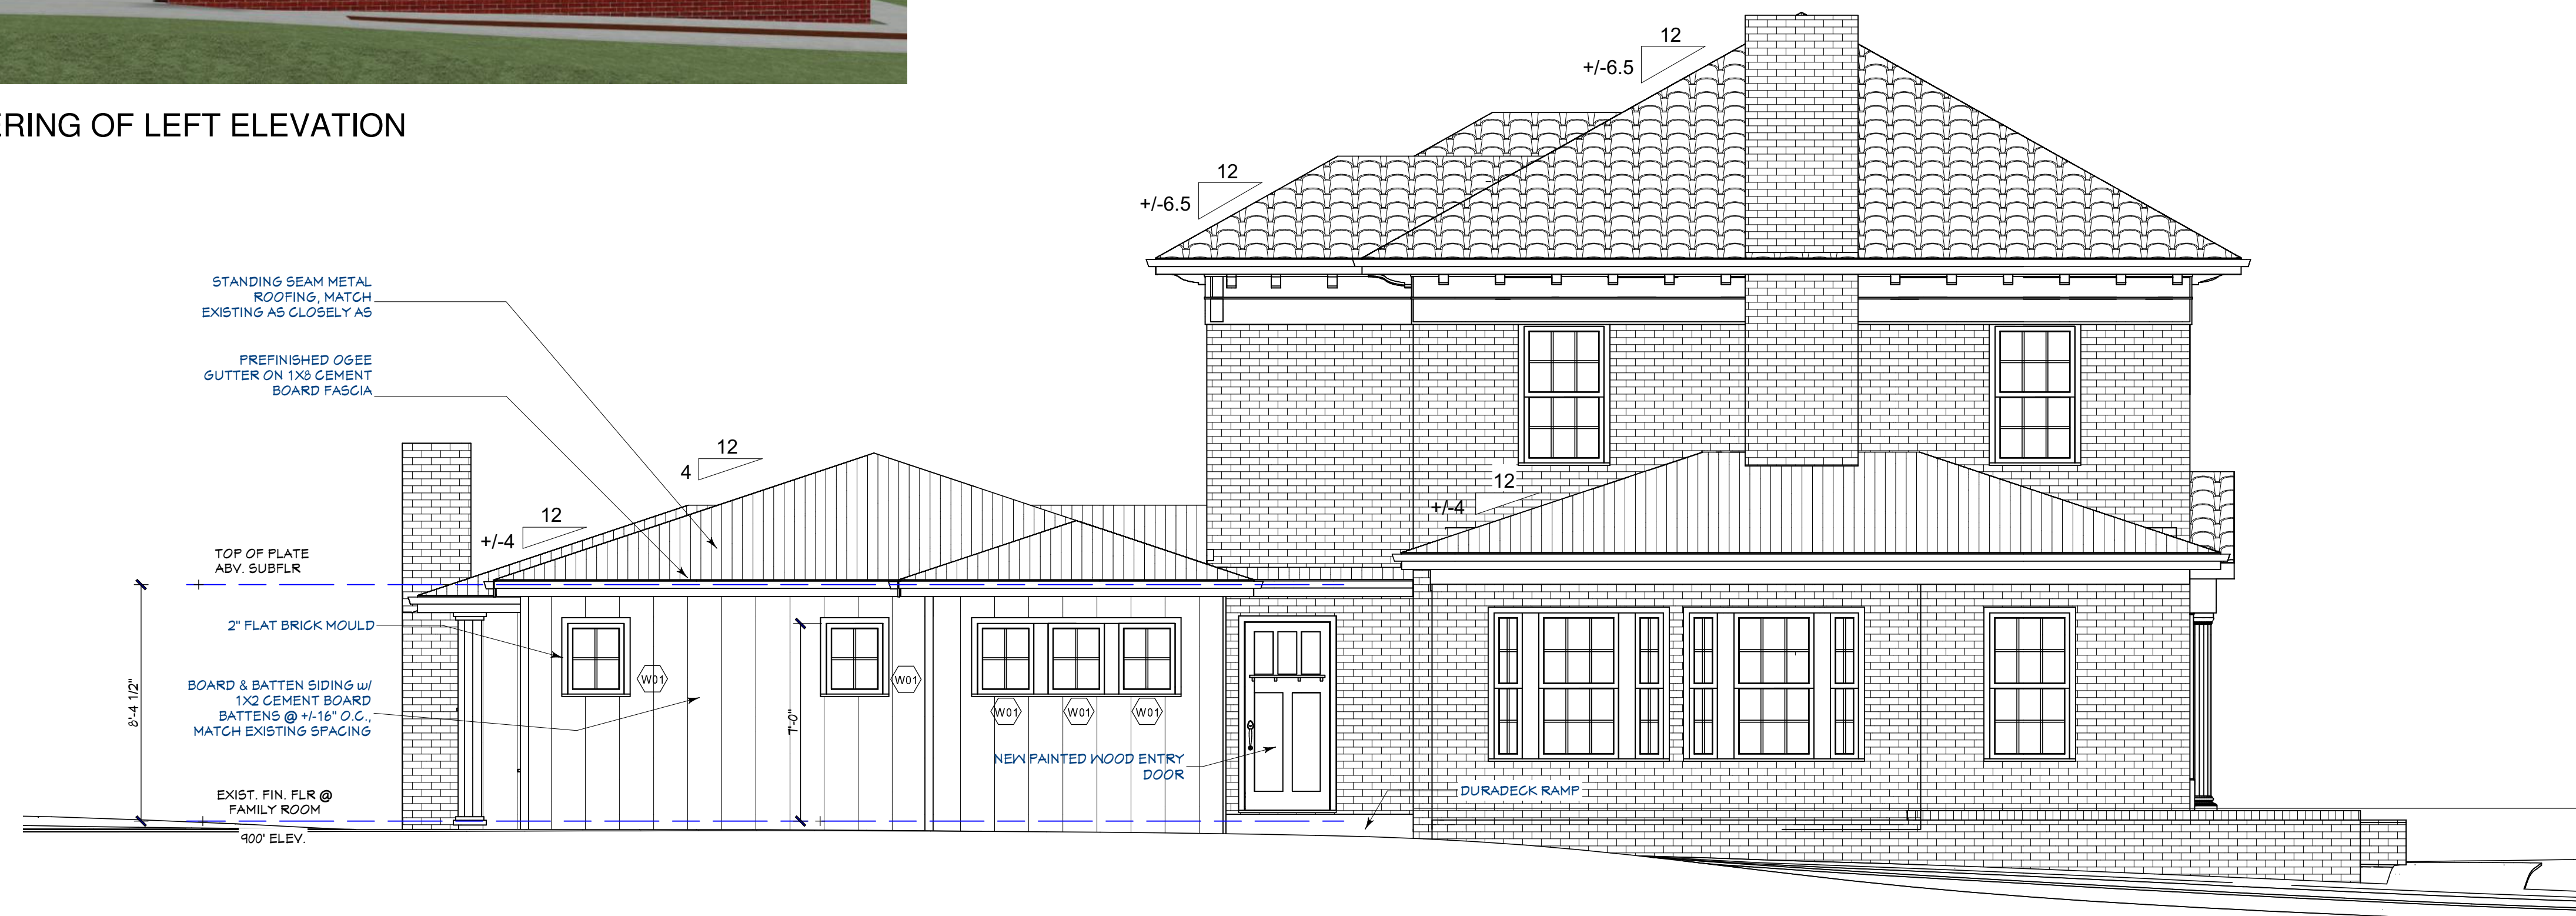 ERING OF LEFT ELEVATION
12
+/-6.5
12
+/-6.5
STANDING SEAM METAL
ROOFING, MATCH
EXISTING AS CLOSELY AS
PREFINISHED OGEE
GUTTER ON 1X8 CEMENT
BOARD FASCIA
12
4
12
+/-4
12
+/-4
TOP OF PLATE
ABV. SUBFLR
2" FLAT BRICK MOULD
8'-4 1/2"
7'-0"
W01
W01
W01
W01
W01
BOARD & BATTEN SIDING w/
1X2 CEMENT BOARD
BATTENS @ +/-16" O.C.,
MATCH EXISTING SPACING
NEW PAINTED WOOD ENTRY
DOOR
DURADECK RAMP
EXIST. FIN. FLR @
FAMILY ROOM
900' ELEV.